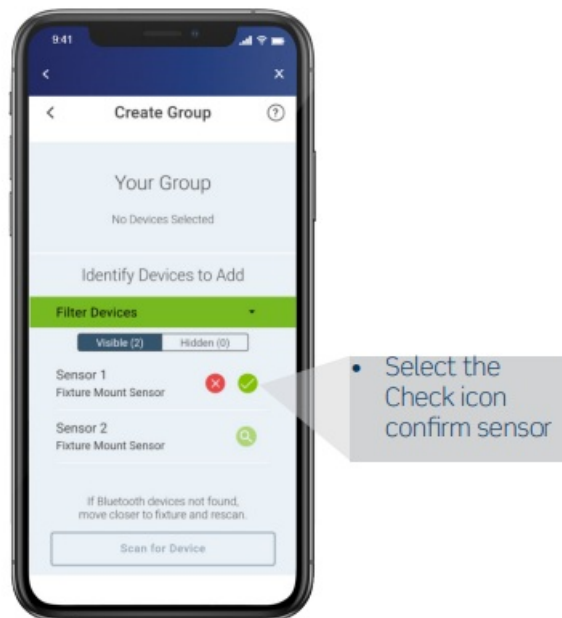 9:41
Create Group
?
Your Group
No Devices Selected
Identify Devices to Add
Filter Devices
Visible (2) Hidden (0)
Sensor 1
Fixture Mount Sensor
Sensor 2
Fixture Mount Sensor
If Bluetooth devices not found,
move closer to fixture and rescan.
Scan for Device
• Select the
Check icon
confirm sensor